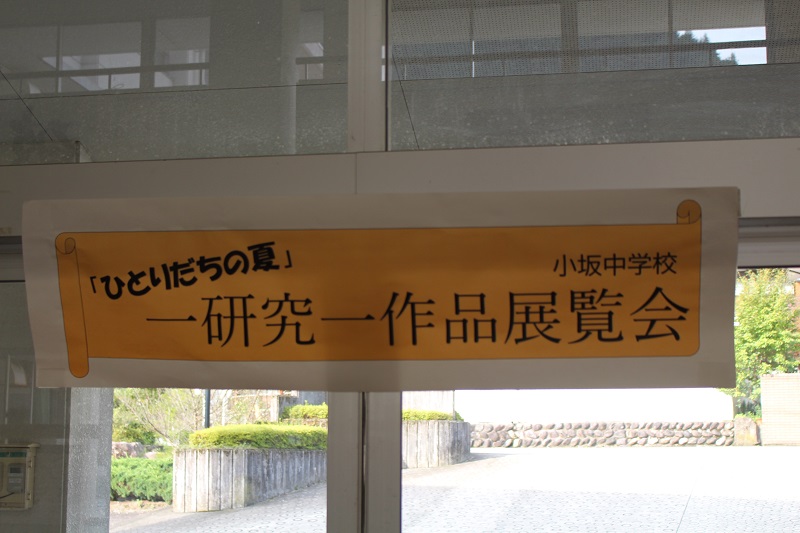 「ひとりだちの夏」
小坂中学校
一研究一作品展覧会